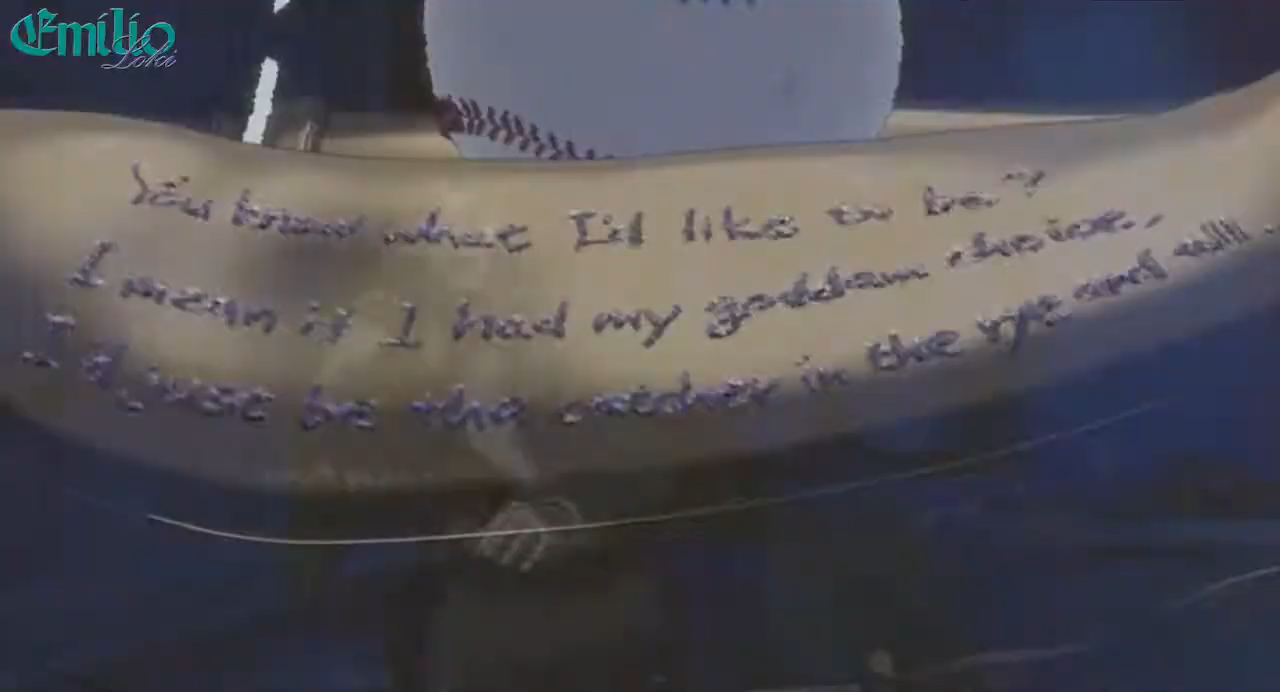 Emílio
Loki
You know what I'd like to be?
I mean if I had my goddam choice,
I'd just be the catcher in the rye and all.